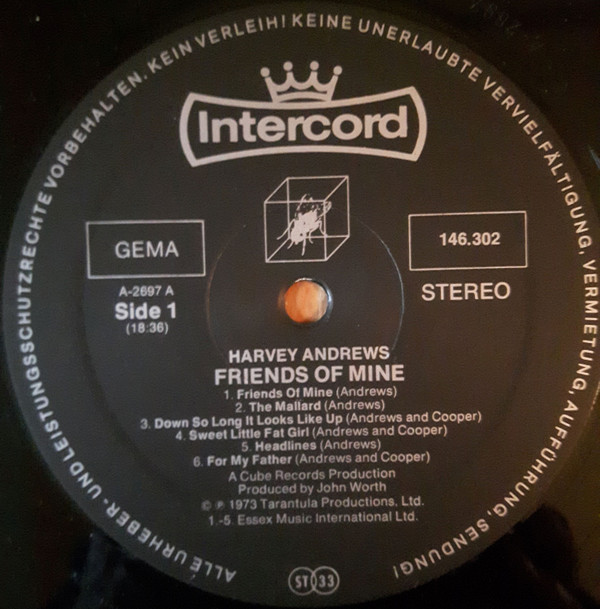 ALLE URHEBER- UND LEISTUNGSSCHUTZRECHTE VORBEHALTEN. KEIN VERLEIH! KEINE UNERLAUBTE VERVIELFÄLTIGUNG, VERMIETUNG, AUFFÜHRUNG, SENDUNG!
Intercord
GEMA
146.302
A-2697 A
Side 1
(18:36)
STEREO
HARVEY ANDREWS
FRIENDS OF MINE
1. Friends Of Mine (Andrews)
2. The Mallard (Andrews)
3. Down So Long It Looks Like Up (Andrews and Cooper)
4. Sweet Little Fat Girl (Andrews and Cooper)
5. Headlines (Andrews)
6. For My Father (Andrews and Cooper)
A Cube Records Production
Produced by John Worth
© ℗ 1973 Tarantula Productions, Ltd.
1.-5. Essex Music International Ltd.
ST 33